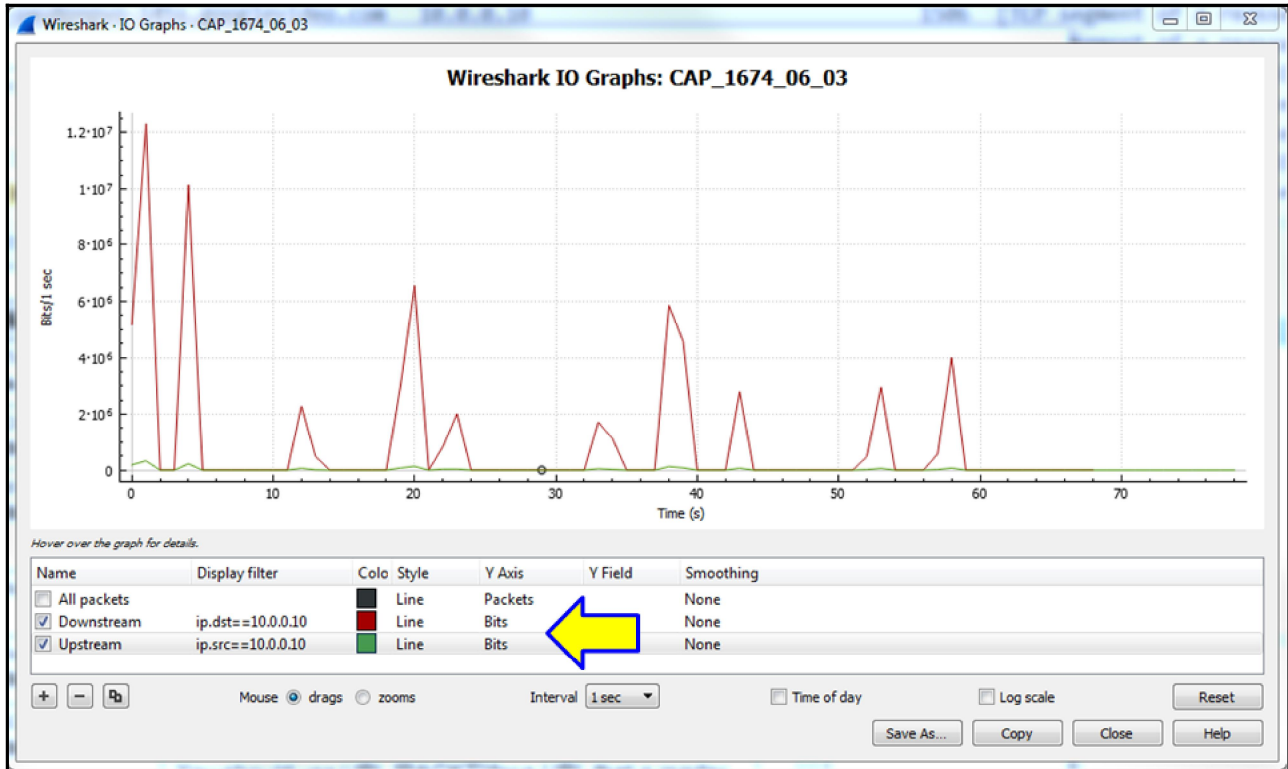 Wireshark · IO Graphs · CAP_1674_06_03
Wireshark IO Graphs: CAP_1674_06_03
1.2·10⁷
1·10⁷
8·10⁶
6·10⁶
4·10⁶
2·10⁶
0
Bits/1 sec
0 10 20 30 40 50 60 70
Time (s)
Hover over the graph for details.
Name Display filter Colo Style Y Axis Y Field Smoothing
All packets Line Packets None
Downstream ip.dst==10.0.0.10 Line Bits None
Upstream ip.src==10.0.0.10 Line Bits None
+ − Mouse drags zooms Interval 1 sec Time of day Log scale Reset
Save As... Copy Close Help